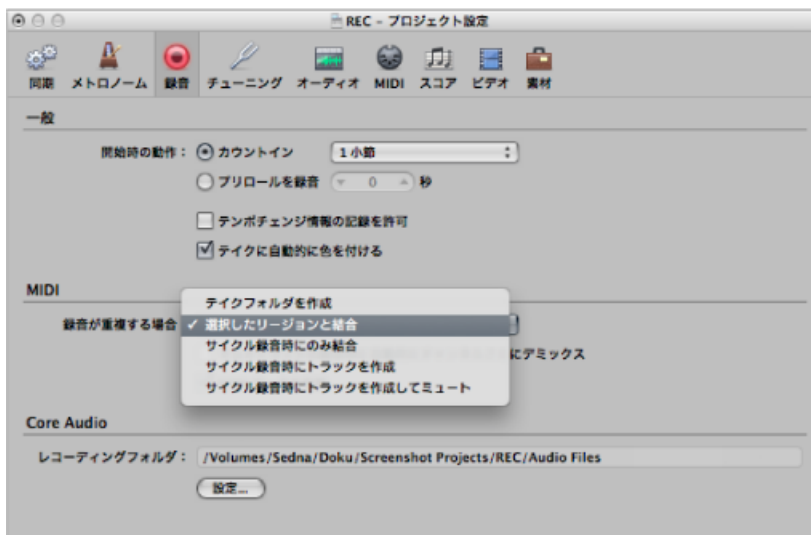 REC – プロジェクト設定
同期 メトロノーム 録音 チューニング オーディオ MIDI スコア ビデオ 素材
一般
開始時の動作： カウントイン 1 小節
プリロールを録音 0 秒
テンポチェンジ情報の記録を許可
テイクに自動的に色を付ける
MIDI
テイクフォルダを作成
録音が重複する場合 ✓ 選択したリージョンと結合
サイクル録音時にのみ結合
にデミックス
サイクル録音時にトラックを作成
サイクル録音時にトラックを作成してミュート
Core Audio
レコーディングフォルダ： /Volumes/Sedna/Doku/Screenshot Projects/REC/Audio Files
設定...